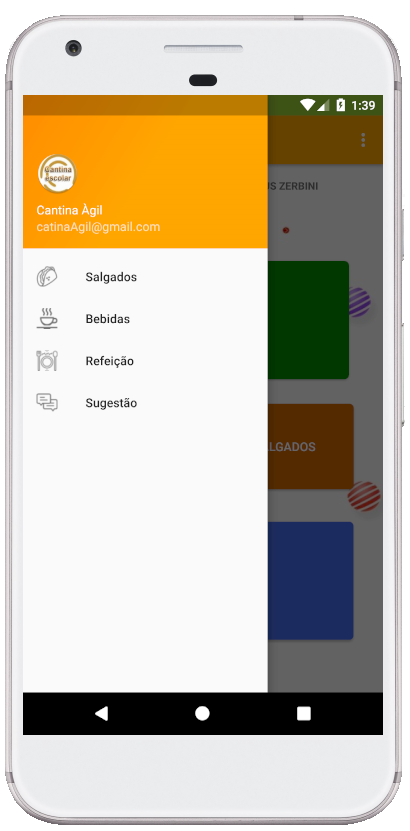 1:39
Cantina
escolar
Cantina Àgil
catinaAgil@gmail.com
Salgados
Bebidas
Refeição
Sugestão
S ZERBINI
LGADOS